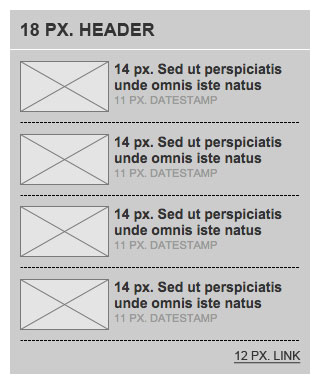 18 PX. HEADER
14 px. Sed ut perspiciatis
unde omnis iste natus
11 PX. DATESTAMP
14 px. Sed ut perspiciatis
unde omnis iste natus
11 PX. DATESTAMP
14 px. Sed ut perspiciatis
unde omnis iste natus
11 PX. DATESTAMP
14 px. Sed ut perspiciatis
unde omnis iste natus
11 PX. DATESTAMP
12 PX. LINK